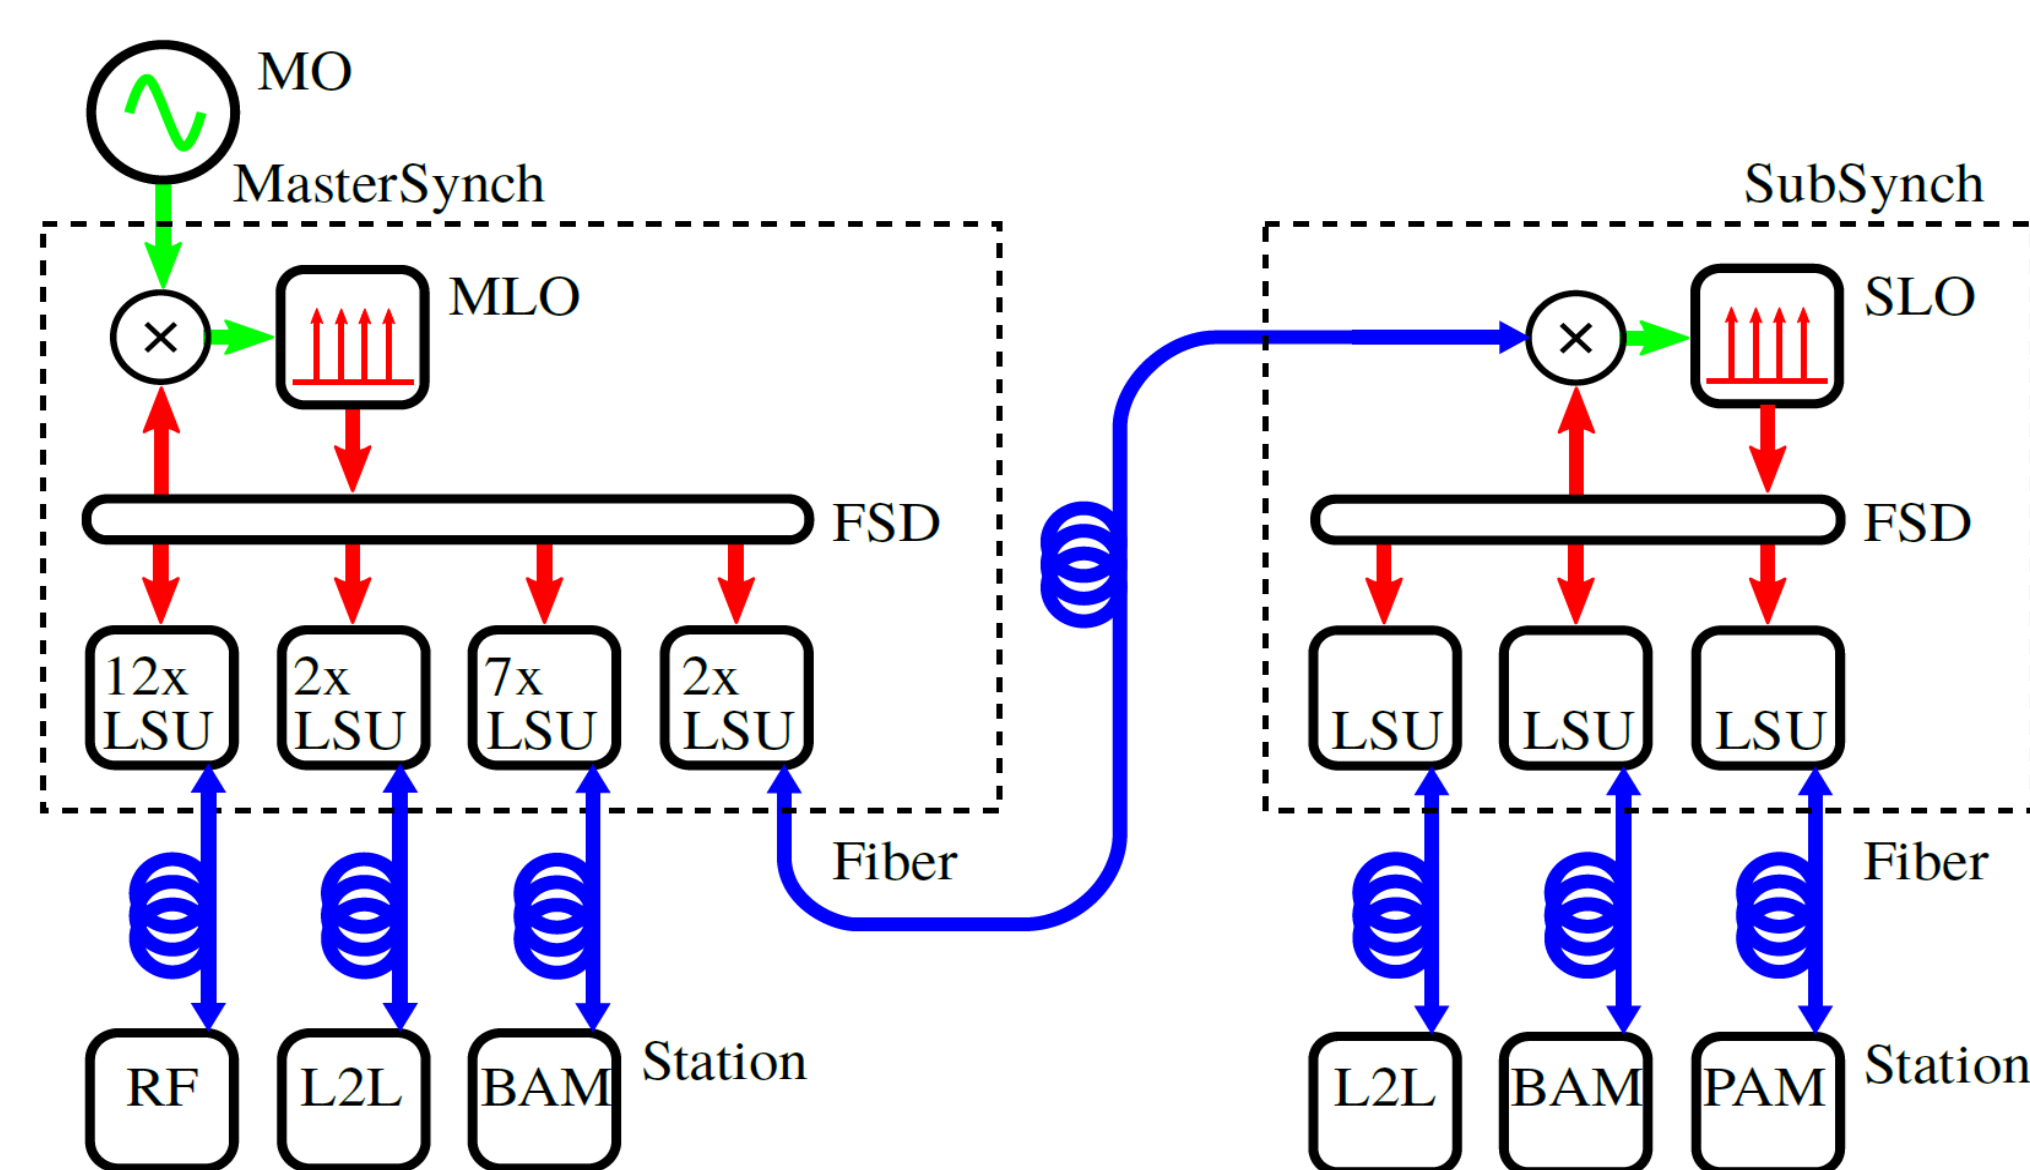 MO
MasterSynch
SubSynch
MLO
SLO
FSD
FSD
12x
LSU
2x
LSU
7x
LSU
2x
LSU
LSU
LSU
LSU
Fiber
Fiber
RF
L2L
BAM
Station
L2L
BAM
PAM
Station